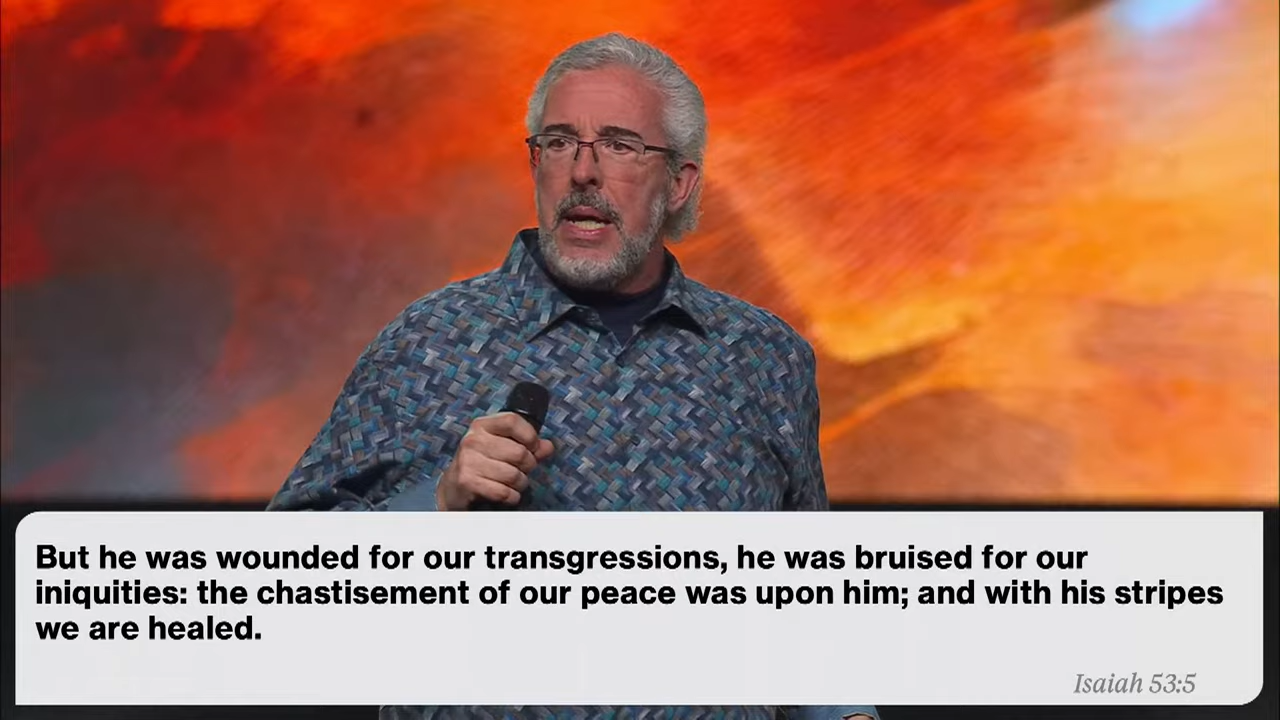 But he was wounded for our transgressions, he was bruised for our
iniquities: the chastisement of our peace was upon him; and with his stripes
we are healed.
Isaiah 53:5